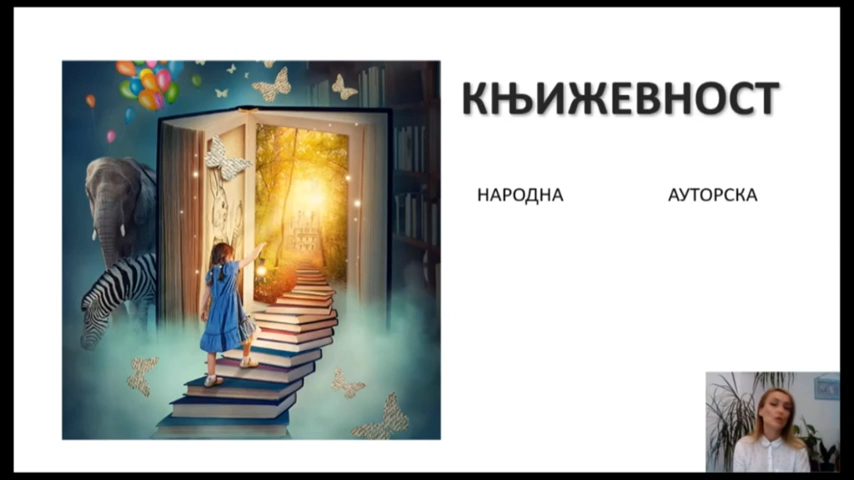 КЊИЖЕВНОСТ
НАРОДНА АУТОРСКА